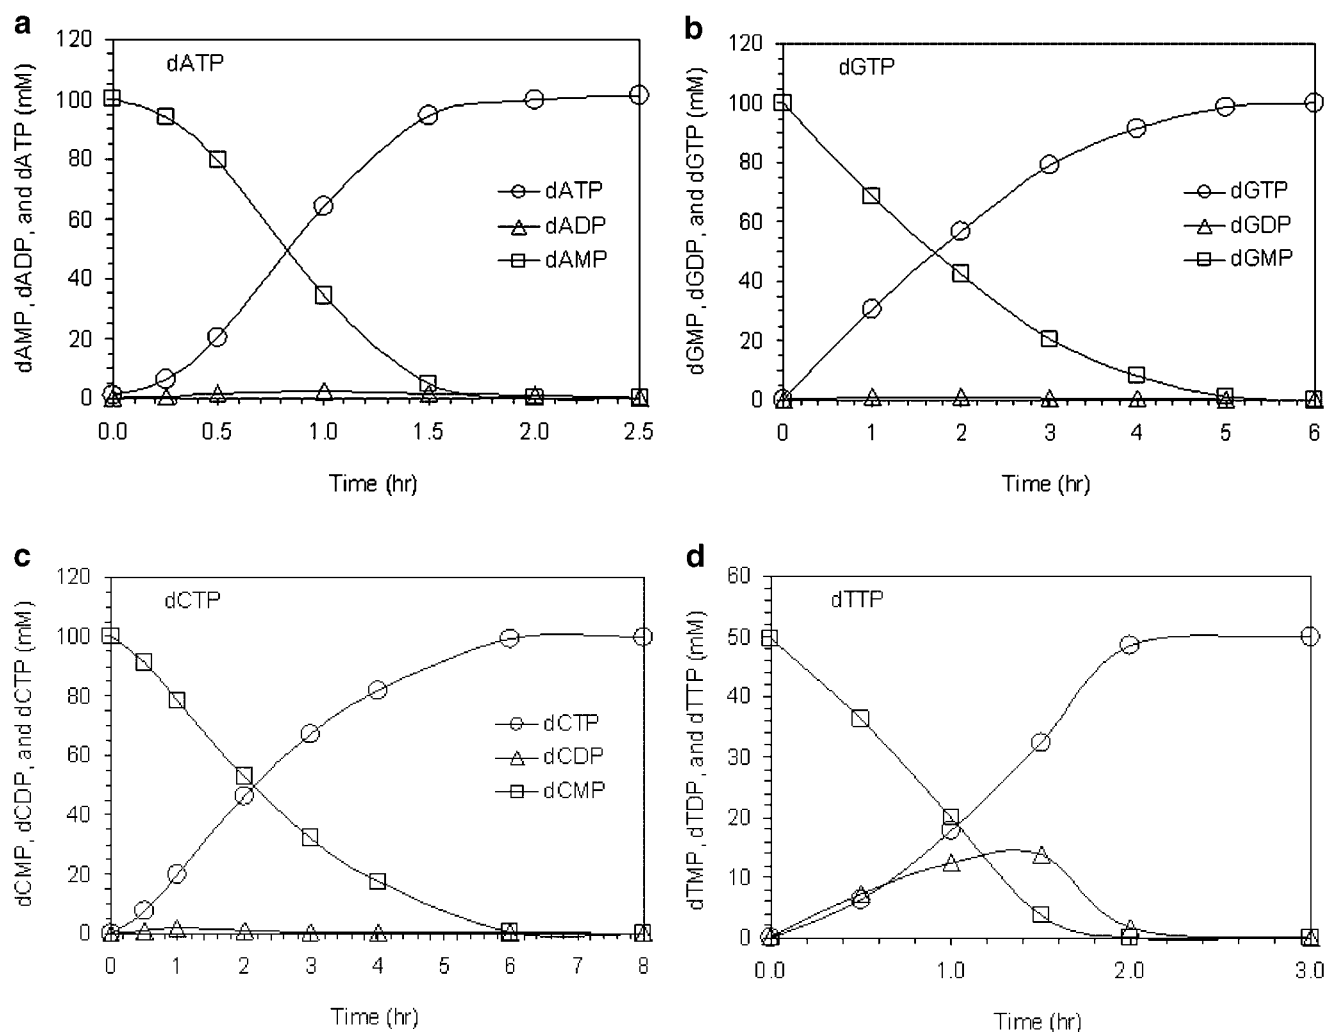 a
dATP
dAMP, dADP, and dATP (mM)
120
100
80
60
40
20
0
dATP
dADP
dAMP
0.0 0.5 1.0 1.5 2.0 2.5
Time (hr)
b
dGTP
dGMP, dGDP, and dGTP (mM)
120
100
80
60
40
20
0
dGTP
dGDP
dGMP
0 1 2 3 4 5 6
Time (hr)
c
dCTP
dCMP, dCDP, and dCTP (mM)
120
100
80
60
40
20
0
dCTP
dCDP
dCMP
0 1 2 3 4 5 6 7 8
Time (hr)
d
dTTP
dTMP, dTDP, and dTTP (mM)
60
50
40
30
20
10
0
0.0 1.0 2.0 3.0
Time (hr)